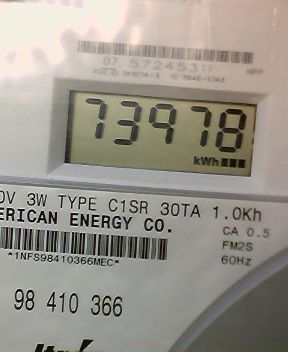 07 57245311
73978
kWh
0V 3W TYPE C1SR 30TA 1.0Kh
ERICAN ENERGY CO.
CA 0.5
FM2S
*1NFS98410366MEC*
60Hz
98 410 366